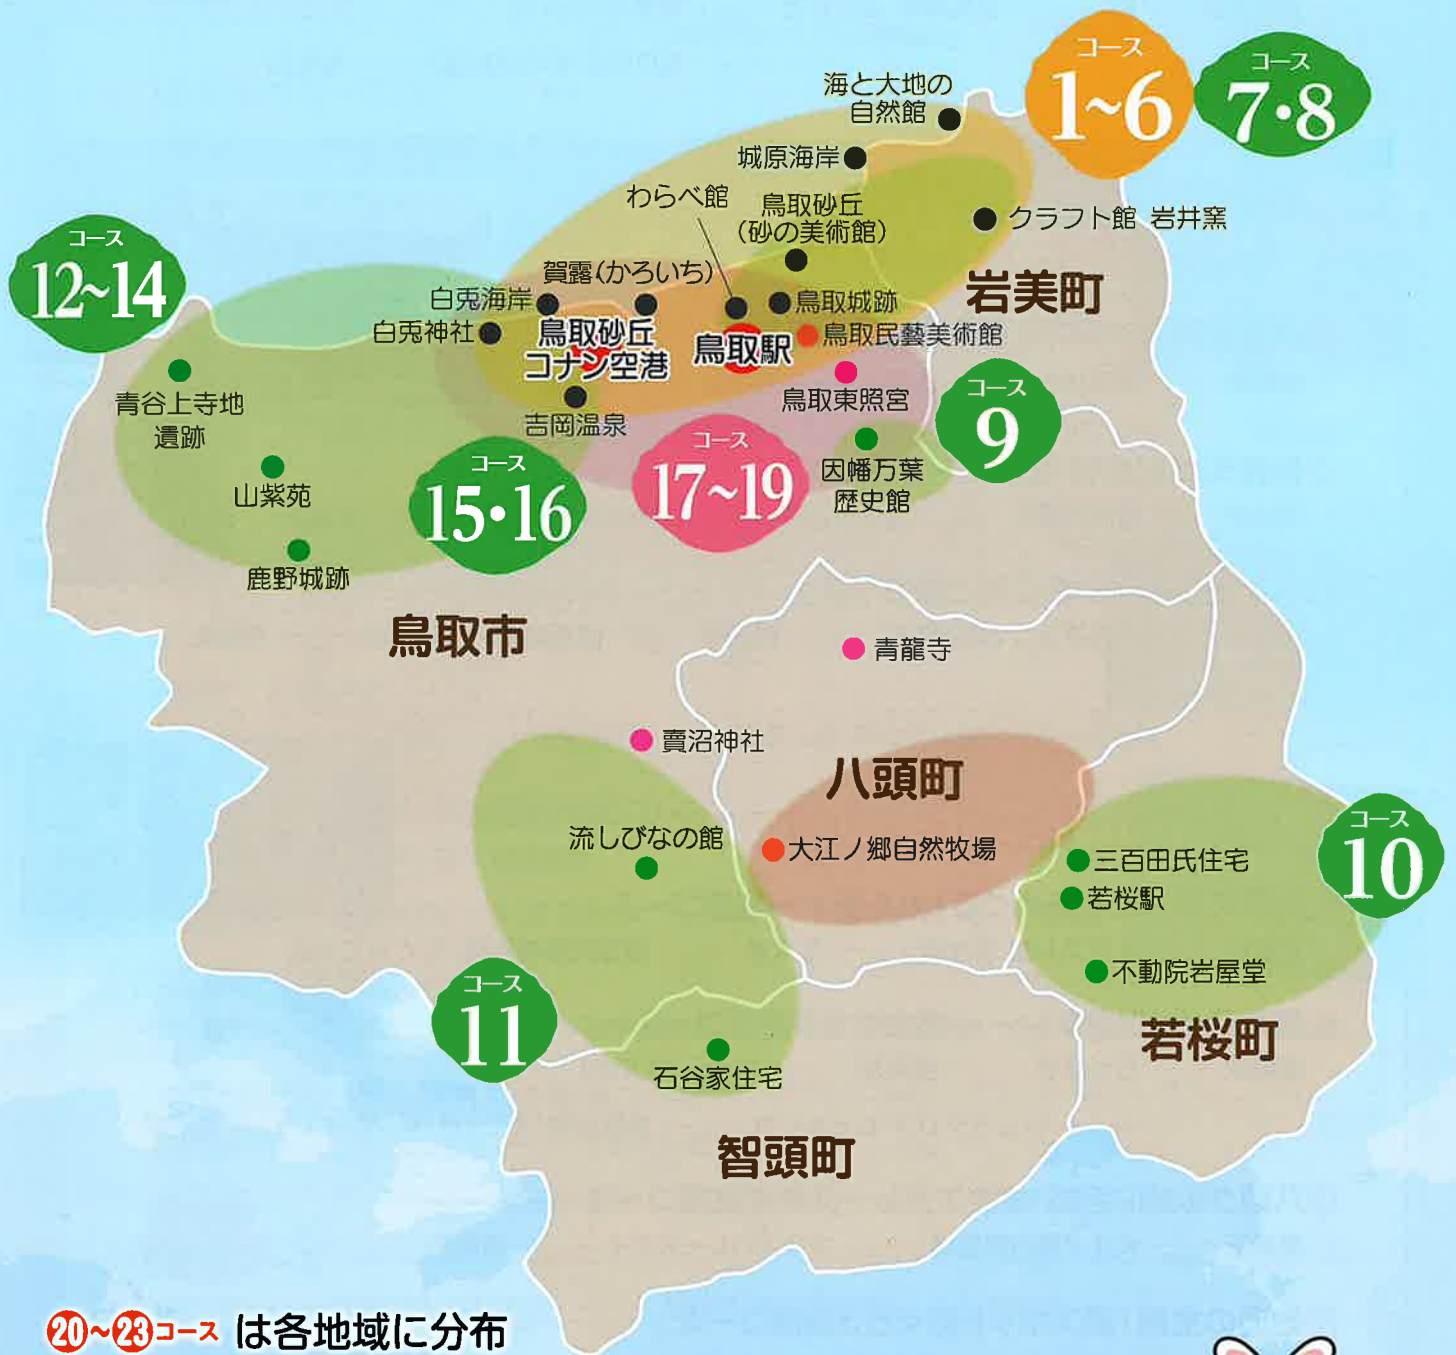 コース
1~6
コース
7・8
海と大地の
自然館
城原海岸
わらべ館
鳥取砂丘
(砂の美術館)
クラフト館 岩井窯
岩美町
コース
12~14
賀露(かろいち)
白兎海岸
白兎神社
鳥取砂丘
コナン空港
鳥取駅
鳥取城跡
鳥取民藝美術館
鳥取東照宮
吉岡温泉
青谷上寺地
遺跡
山紫苑
鹿野城跡
コース
15・16
コース
17~19
コース
9
因幡万葉
歴史館
鳥取市
青龍寺
賣沼神社
八頭町
流しびなの館
大江ノ郷自然牧場
三百田氏住宅
若桜駅
コース
10
不動院岩屋堂
若桜町
コース
11
石谷家住宅
智頭町
20~23コース は各地域に分布